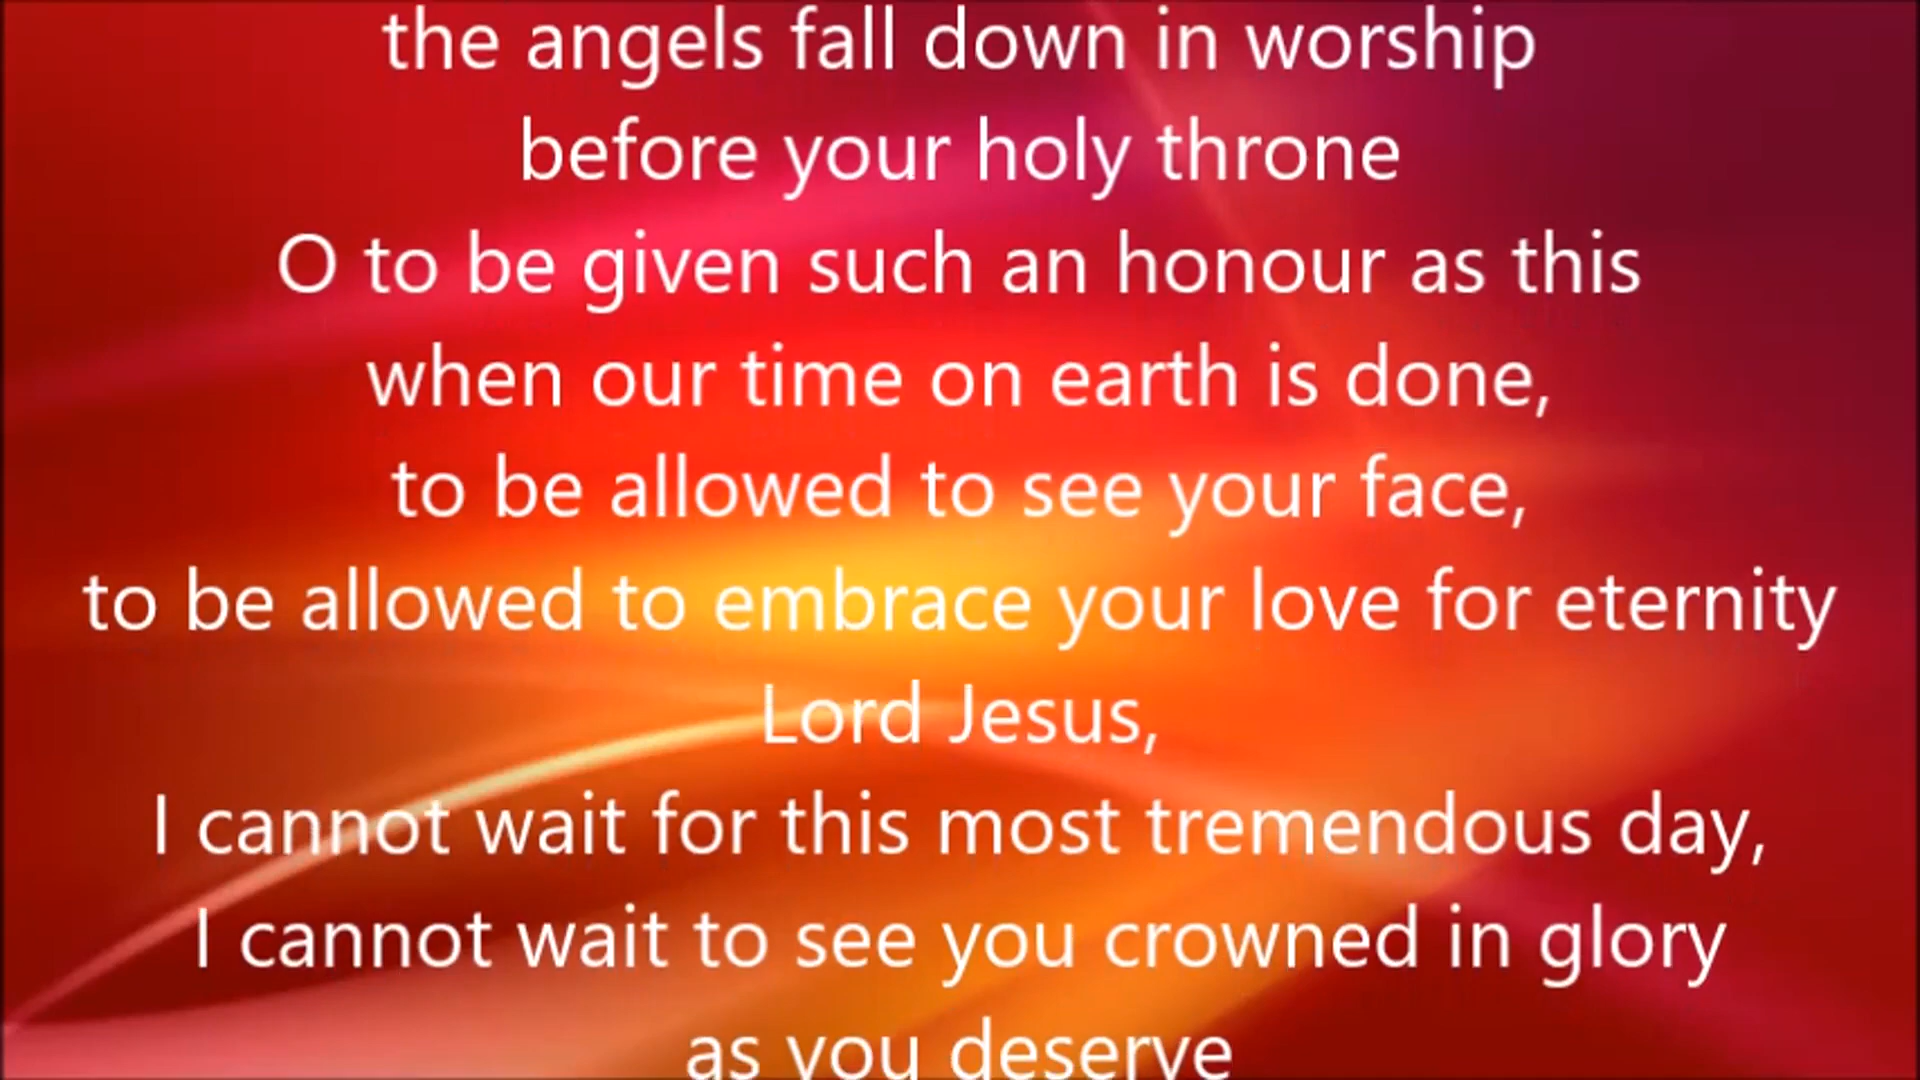 the angels fall down in worship
before your holy throne
O to be given such an honour as this
when our time on earth is done,
to be allowed to see your face,
to be allowed to embrace your love for eternity
Lord Jesus,
I cannot wait for this most tremendous day,
I cannot wait to see you crowned in glory
as you deserve